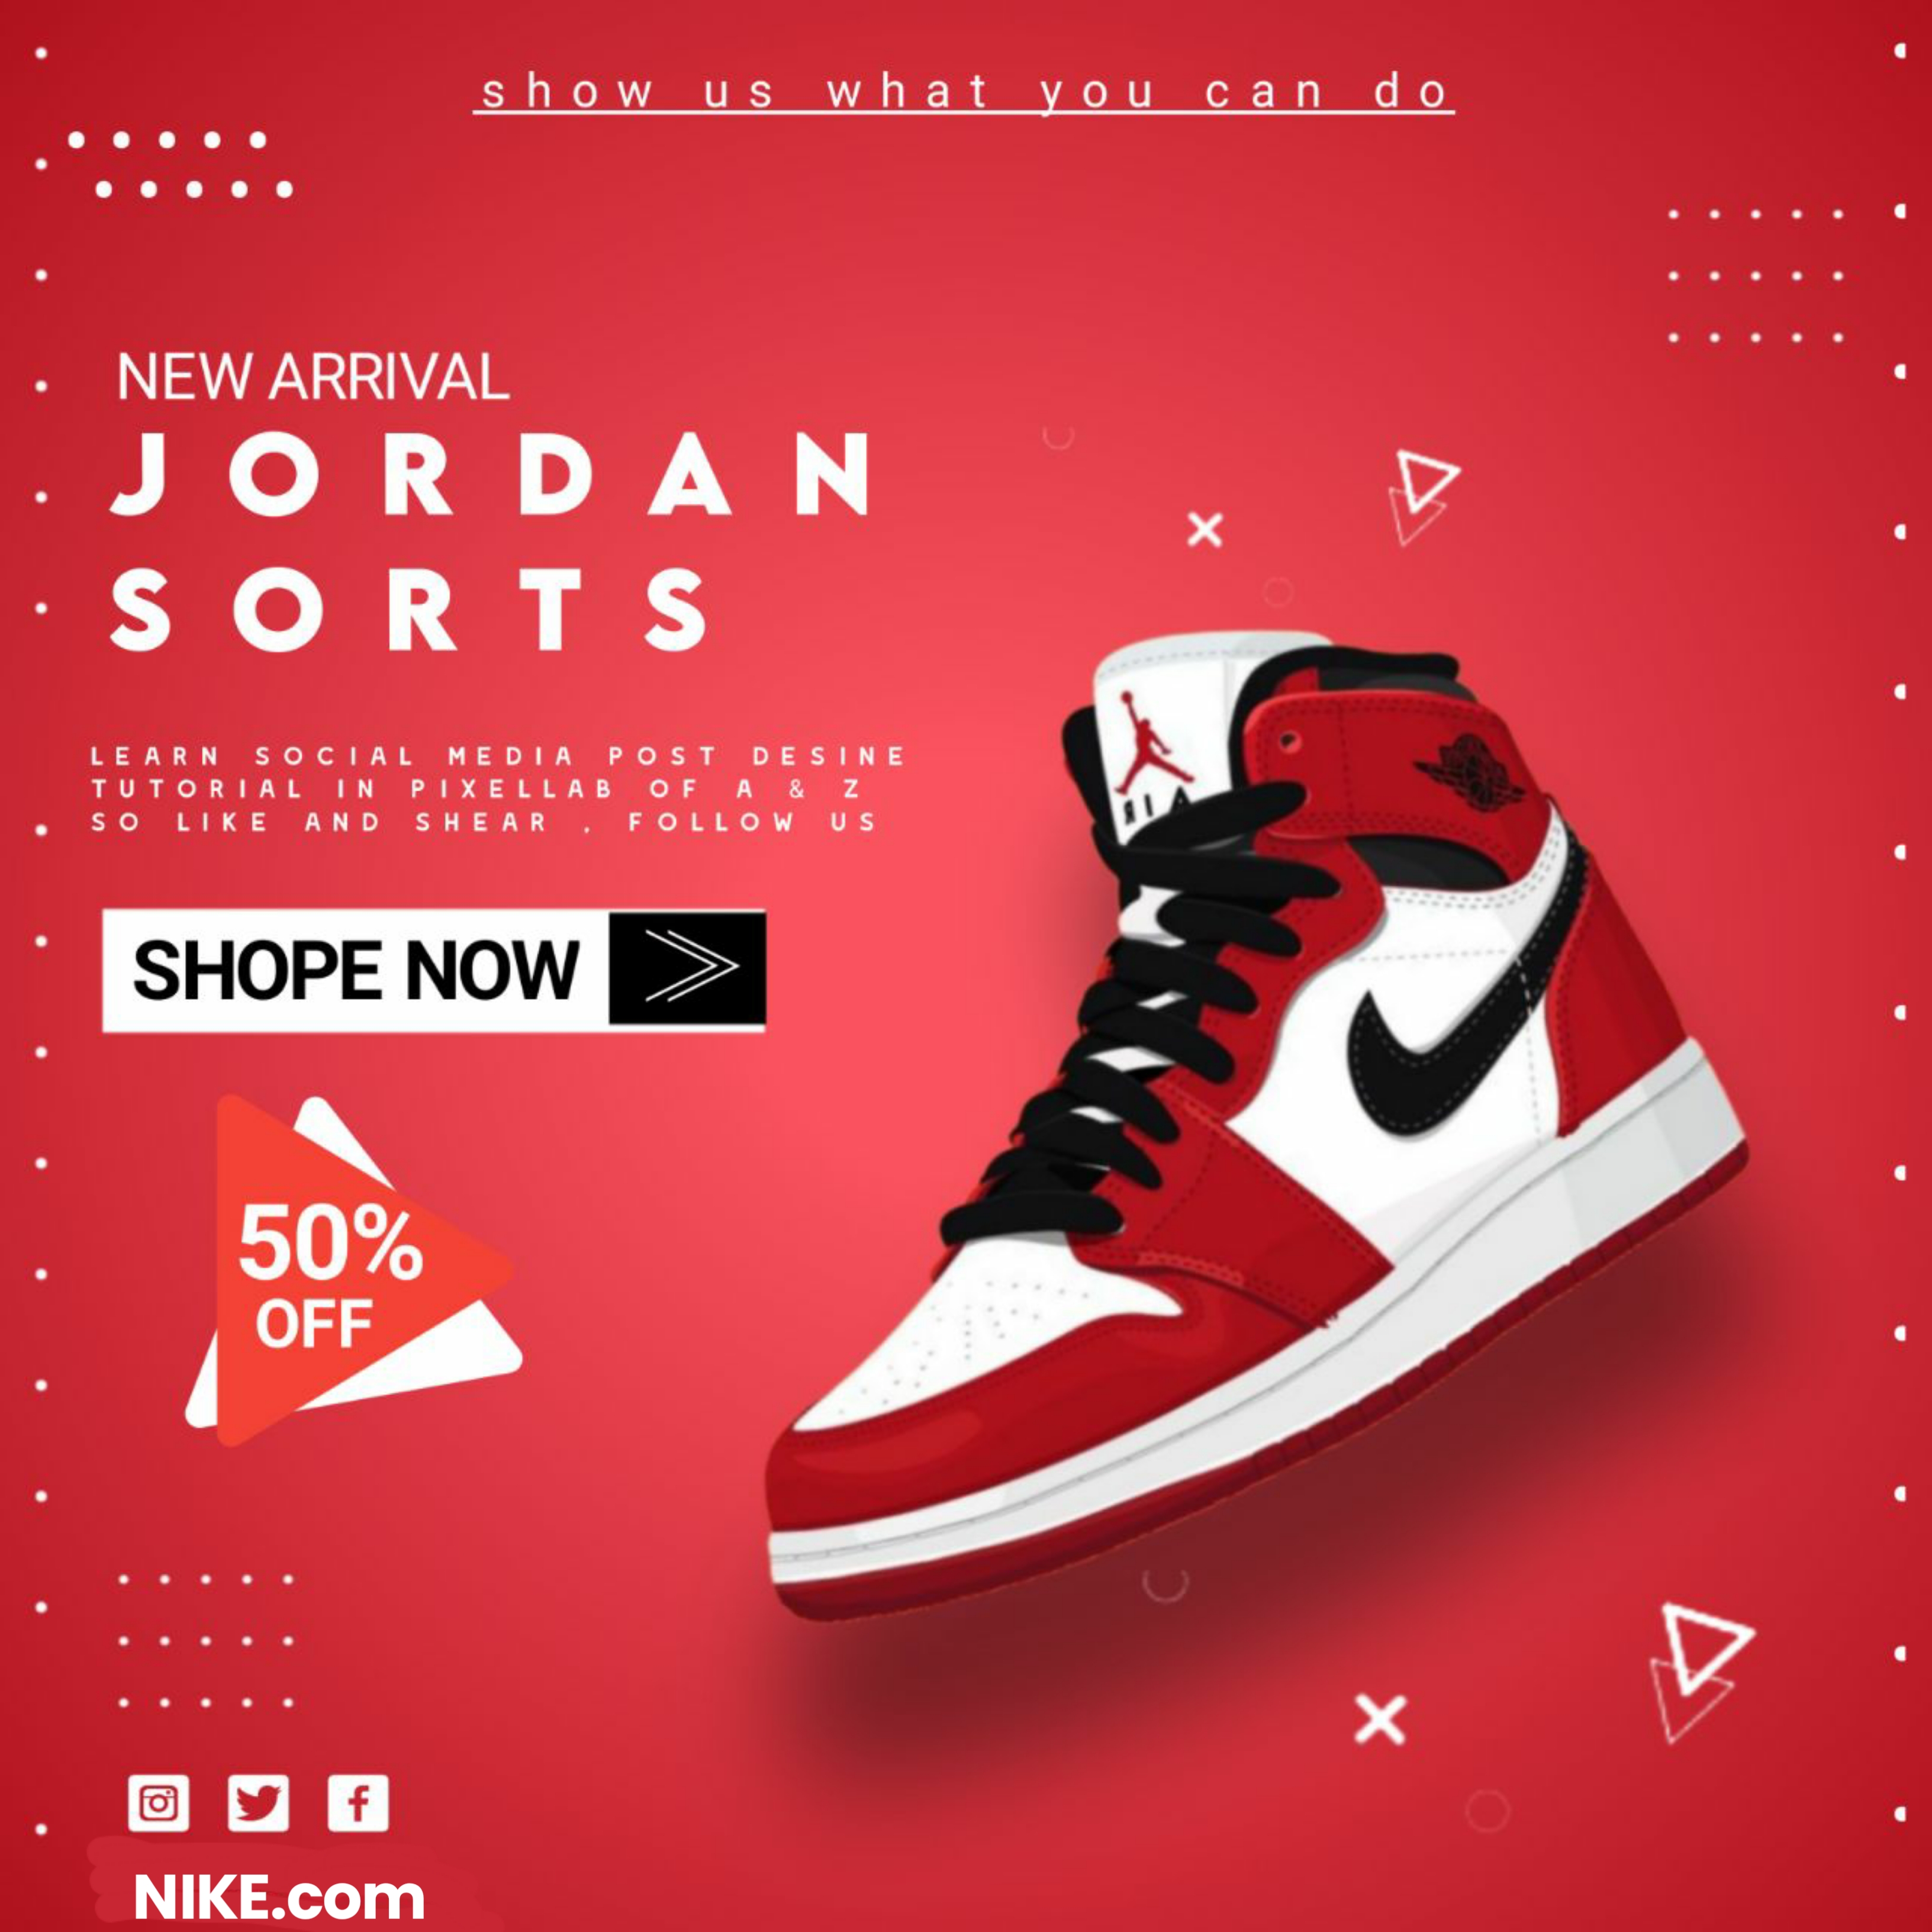 show us what you can do
NEW ARRIVAL
JORDAN
SORTS
LEARN SOCIAL MEDIA POST DESINE
TUTORIAL IN PIXELLAB OF A & Z
SO LIKE AND SHEAR , FOLLOW US
SHOPE NOW
50%
OFF
NIKE.com